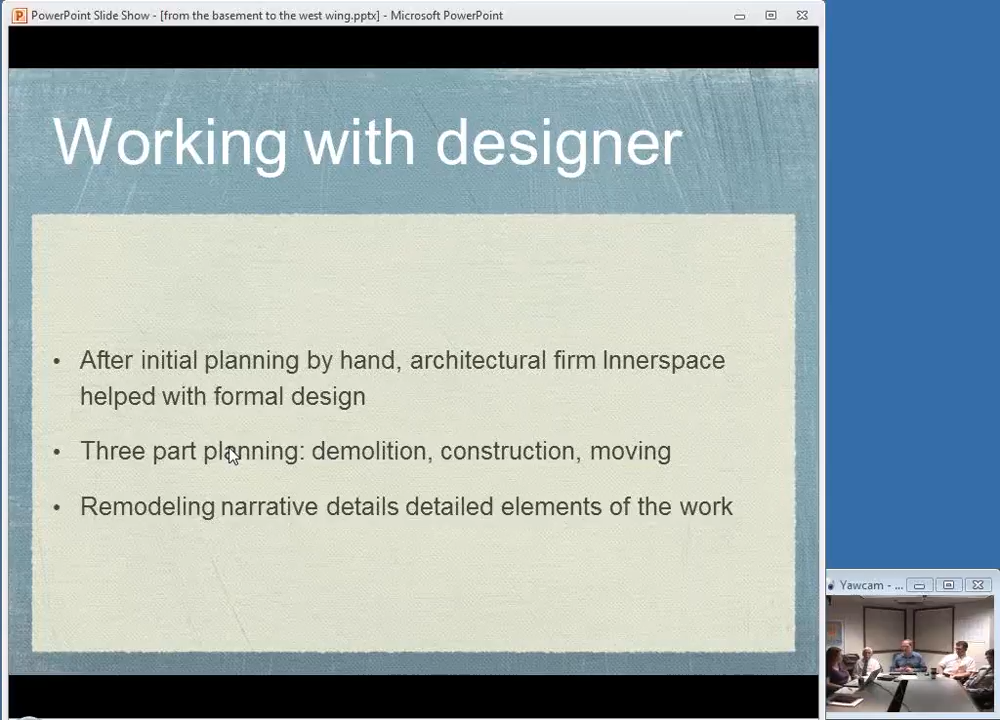 PowerPoint Slide Show - [from the basement to the west wing.pptx] - Microsoft PowerPoint
Working with designer
• After initial planning by hand, architectural firm Innerspace
helped with formal design
• Three part planning: demolition, construction, moving
• Remodeling narrative details detailed elements of the work
Yawcam - ...